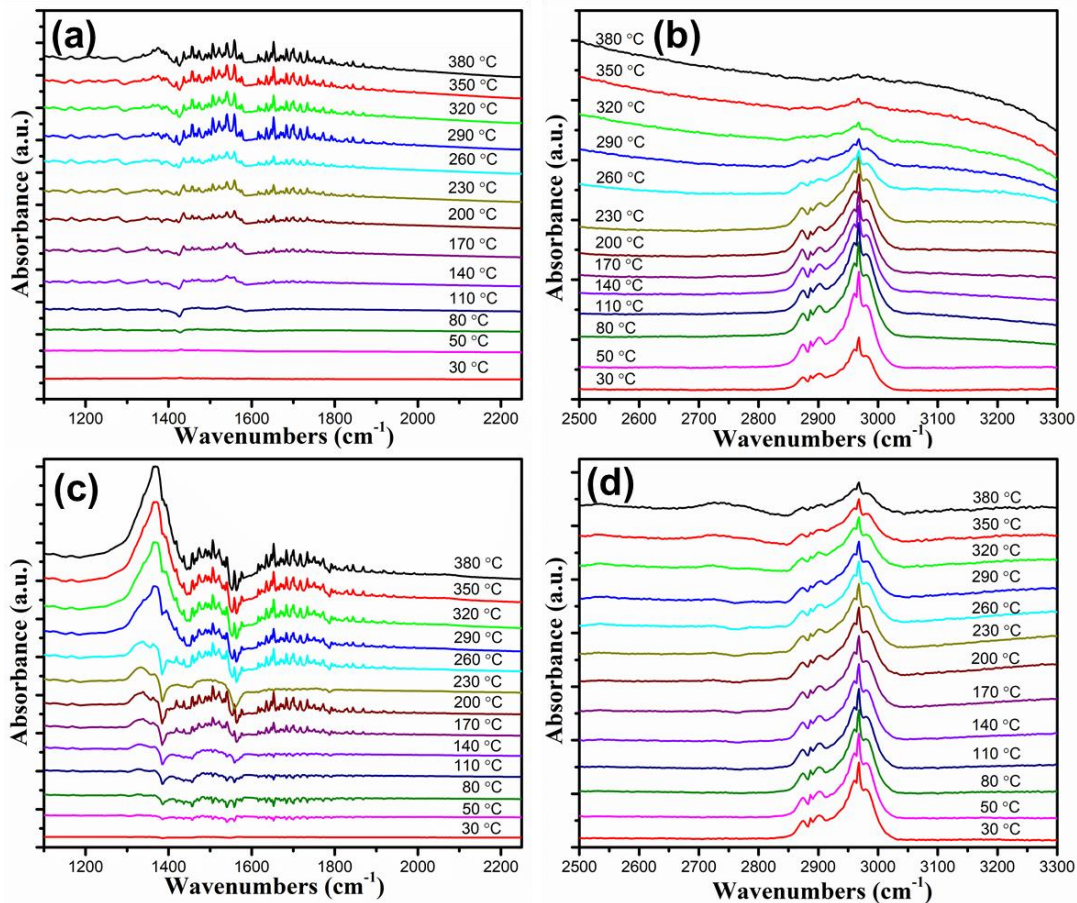 (a)
380 °C
350 °C
320 °C
290 °C
260 °C
230 °C
200 °C
170 °C
140 °C
110 °C
80 °C
50 °C
30 °C
Absorbance (a.u.)
1200 1400 1600 1800 2000 2200
Wavenumbers (cm-1)
(b)
380 °C
350 °C
320 °C
290 °C
260 °C
230 °C
200 °C
170 °C
140 °C
110 °C
80 °C
50 °C
30 °C
Absorbance (a.u.)
2500 2600 2700 2800 2900 3000 3100 3200 3300
Wavenumbers (cm-1)
(c)
380 °C
350 °C
320 °C
290 °C
260 °C
230 °C
200 °C
170 °C
140 °C
110 °C
80 °C
50 °C
30 °C
Absorbance (a.u.)
1200 1400 1600 1800 2000 2200
Wavenumbers (cm-1)
(d)
380 °C
350 °C
320 °C
290 °C
260 °C
230 °C
200 °C
170 °C
140 °C
110 °C
80 °C
50 °C
30 °C
Absorbance (a.u.)
2500 2600 2700 2800 2900 3000 3100 3200 3300
Wavenumbers (cm-1)